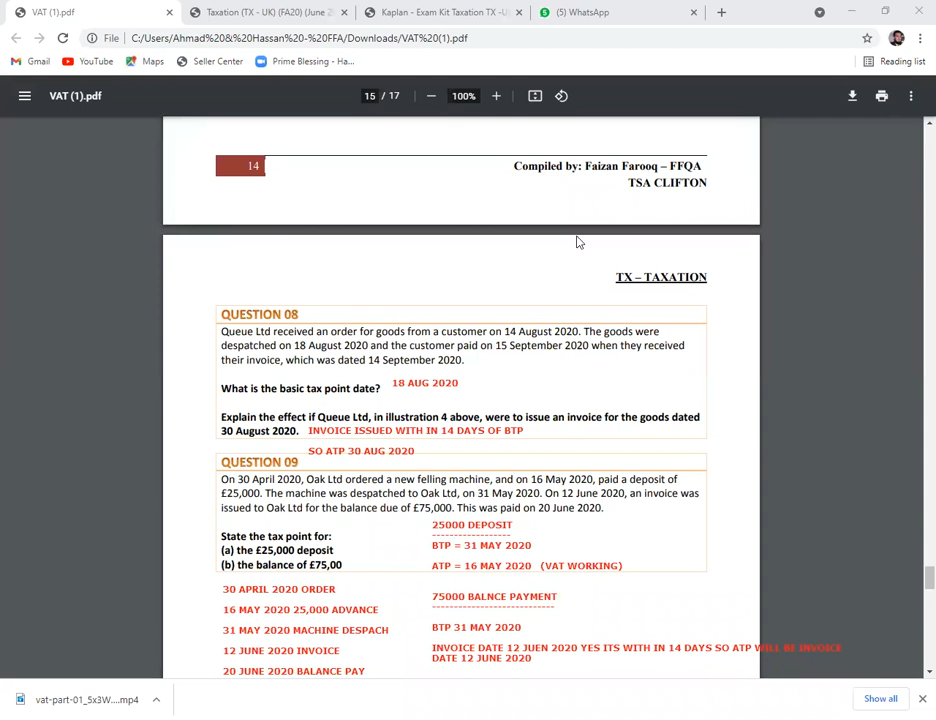 VAT (1).pdf
Taxation (TX - UK) (FA20) (June 2
Kaplan - Exam Kit Taxation TX -U
(5) WhatsApp
File
C:/Users/Ahmad%20&%20Hassan%20-%20FFA/Downloads/VAT%20(1).pdf
Gmail
YouTube
Maps
Seller Center
Prime Blessing - Ha...
Reading list
VAT (1).pdf
15 / 17
100%
14
Compiled by: Faizan Farooq – FFQA
TSA CLIFTON
TX – TAXATION
QUESTION 08
Queue Ltd received an order for goods from a customer on 14 August 2020. The goods were
despatched on 18 August 2020 and the customer paid on 15 September 2020 when they received
their invoice, which was dated 14 September 2020.
What is the basic tax point date? 18 AUG 2020
Explain the effect if Queue Ltd, in illustration 4 above, were to issue an invoice for the goods dated
30 August 2020. INVOICE ISSUED WITH IN 14 DAYS OF BTP
SO ATP 30 AUG 2020
QUESTION 09
On 30 April 2020, Oak Ltd ordered a new felling machine, and on 16 May 2020, paid a deposit of
£25,000. The machine was despatched to Oak Ltd, on 31 May 2020. On 12 June 2020, an invoice was
issued to Oak Ltd for the balance due of £75,000. This was paid on 20 June 2020.
State the tax point for:
(a) the £25,000 deposit
(b) the balance of £75,00
25000 DEPOSIT
------------------
BTP = 31 MAY 2020
ATP = 16 MAY 2020 (VAT WORKING)
30 APRIL 2020 ORDER
16 MAY 2020 25,000 ADVANCE
31 MAY 2020 MACHINE DESPACH
12 JUNE 2020 INVOICE
20 JUNE 2020 BALANCE PAY
75000 BALNCE PAYMENT
----------------------------
BTP 31 MAY 2020
INVOICE DATE 12 JUEN 2020 YES ITS WITH IN 14 DAYS SO ATP WILL BE INVOICE
DATE 12 JUNE 2020
vat-part-01_5x3W....mp4
Show all